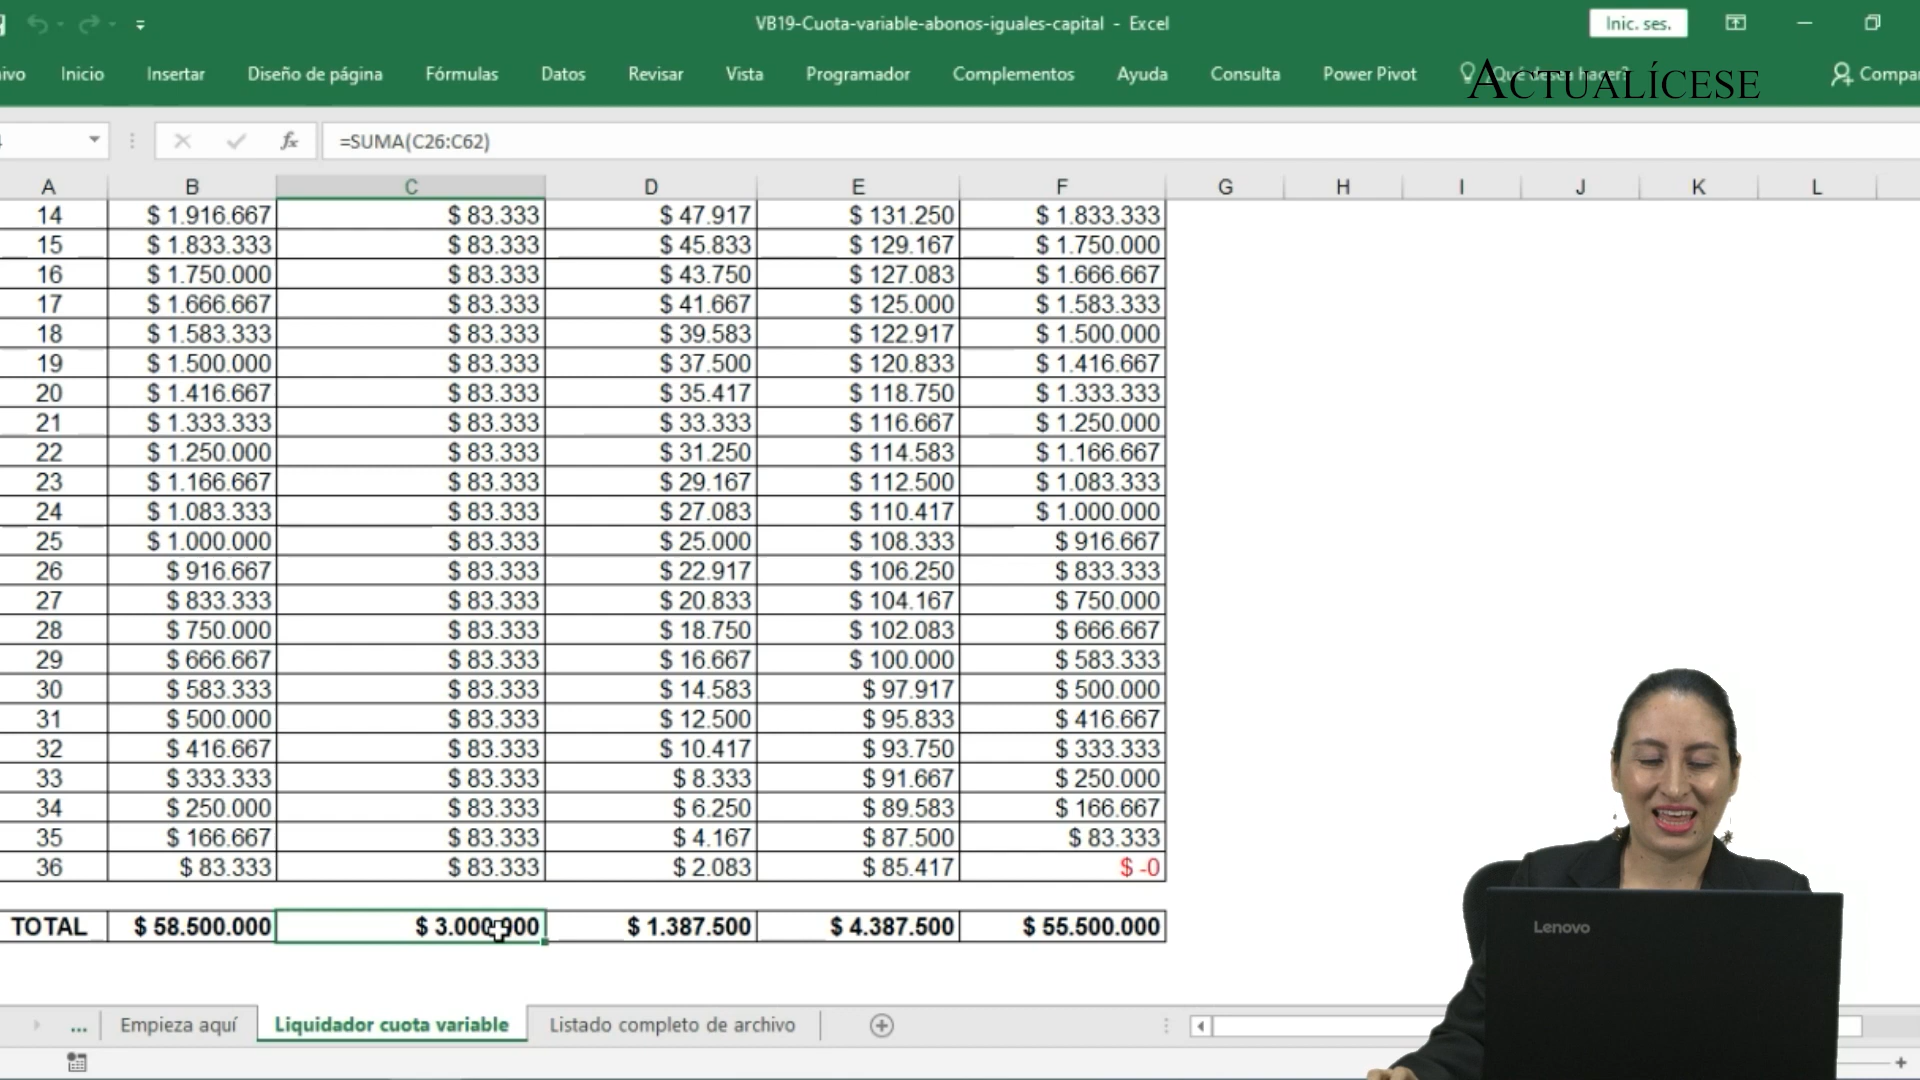 VB19-Cuota-variable-abonos-iguales-capital - Excel
Inic. ses.
Inicio Insertar Diseño de página Fórmulas Datos Revisar Vista Programador Complementos Ayuda Consulta Power Pivot ¿Qué desea hacer?
ACTUALÍCESE
fx =SUMA(C26:C62)
A B C D E F G H I J K L
14 $ 1.916.667 $ 83.333 $ 47.917 $ 131.250 $ 1.833.333
15 $ 1.833.333 $ 83.333 $ 45.833 $ 129.167 $ 1.750.000
16 $ 1.750.000 $ 83.333 $ 43.750 $ 127.083 $ 1.666.667
17 $ 1.666.667 $ 83.333 $ 41.667 $ 125.000 $ 1.583.333
18 $ 1.583.333 $ 83.333 $ 39.583 $ 122.917 $ 1.500.000
19 $ 1.500.000 $ 83.333 $ 37.500 $ 120.833 $ 1.416.667
20 $ 1.416.667 $ 83.333 $ 35.417 $ 118.750 $ 1.333.333
21 $ 1.333.333 $ 83.333 $ 33.333 $ 116.667 $ 1.250.000
22 $ 1.250.000 $ 83.333 $ 31.250 $ 114.583 $ 1.166.667
23 $ 1.166.667 $ 83.333 $ 29.167 $ 112.500 $ 1.083.333
24 $ 1.083.333 $ 83.333 $ 27.083 $ 110.417 $ 1.000.000
25 $ 1.000.000 $ 83.333 $ 25.000 $ 108.333 $ 916.667
26 $ 916.667 $ 83.333 $ 22.917 $ 106.250 $ 833.333
27 $ 833.333 $ 83.333 $ 20.833 $ 104.167 $ 750.000
28 $ 750.000 $ 83.333 $ 18.750 $ 102.083 $ 666.667
29 $ 666.667 $ 83.333 $ 16.667 $ 100.000 $ 583.333
30 $ 583.333 $ 83.333 $ 14.583 $ 97.917 $ 500.000
31 $ 500.000 $ 83.333 $ 12.500 $ 95.833 $ 416.667
32 $ 416.667 $ 83.333 $ 10.417 $ 93.750 $ 333.333
33 $ 333.333 $ 83.333 $ 8.333 $ 91.667 $ 250.000
34 $ 250.000 $ 83.333 $ 6.250 $ 89.583 $ 166.667
35 $ 166.667 $ 83.333 $ 4.167 $ 87.500 $ 83.333
36 $ 83.333 $ 83.333 $ 2.083 $ 85.417 $ -0
TOTAL $ 58.500.000 $ 3.000.000 $ 1.387.500 $ 4.387.500 $ 55.500.000
Lenovo
... Empieza aquí Liquidador cuota variable Listado completo de archivo